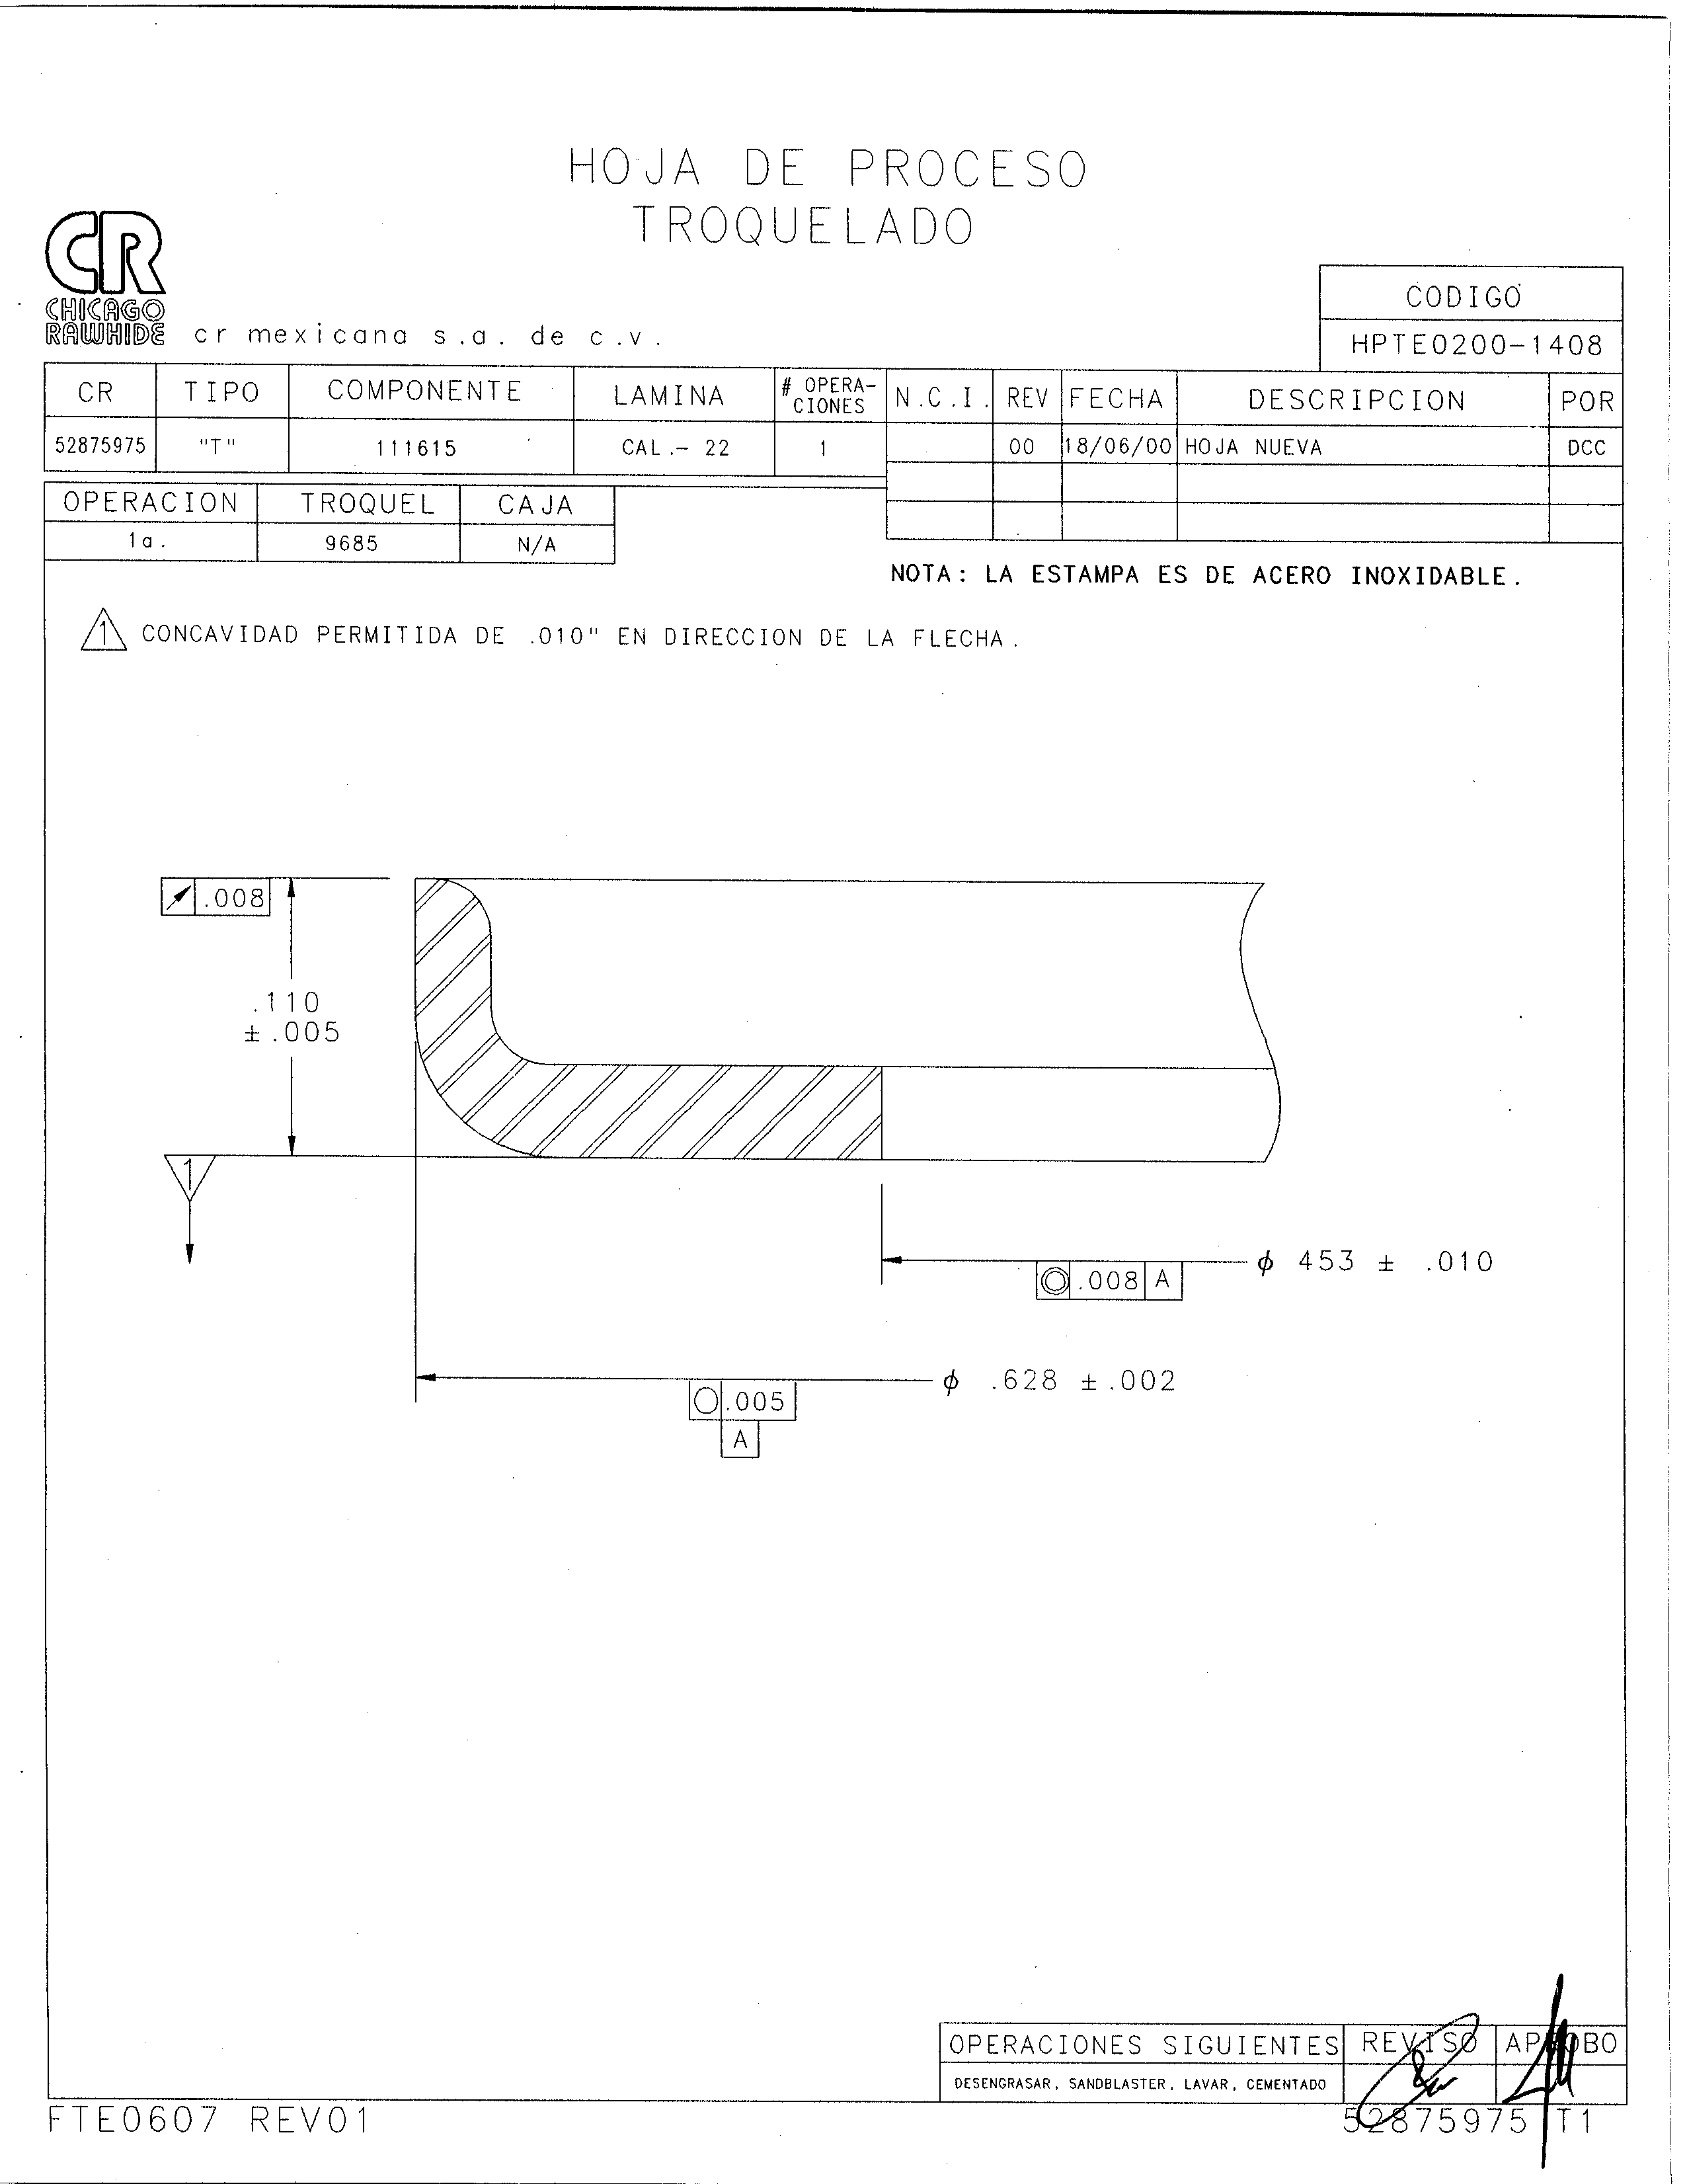 HOJA DE PROCESO
TROQUELADO
CR
CHICAGO
RAWHIDE
cr mexicana s.a. de c.v.
CODIGO
HPTE0200-1408
CR TIPO COMPONENTE LAMINA # OPERA-CIONES N.C.I. REV FECHA DESCRIPCION POR
52875975 "T" 111615 CAL.- 22 1 00 18/06/00 HOJA NUEVA DCC
OPERACION TROQUEL CAJA
1a. 9685 N/A
NOTA: LA ESTAMPA ES DE ACERO INOXIDABLE.
1 CONCAVIDAD PERMITIDA DE .010" EN DIRECCION DE LA FLECHA.
.008
.110
±.005
1
ϕ 453 ± .010
.008 A
ϕ .628 ±.002
.005
A
OPERACIONES SIGUIENTES REVISO APROBO
DESENGRASAR, SANDBLASTER, LAVAR, CEMENTADO
FTE0607 REV01
52875975 T1